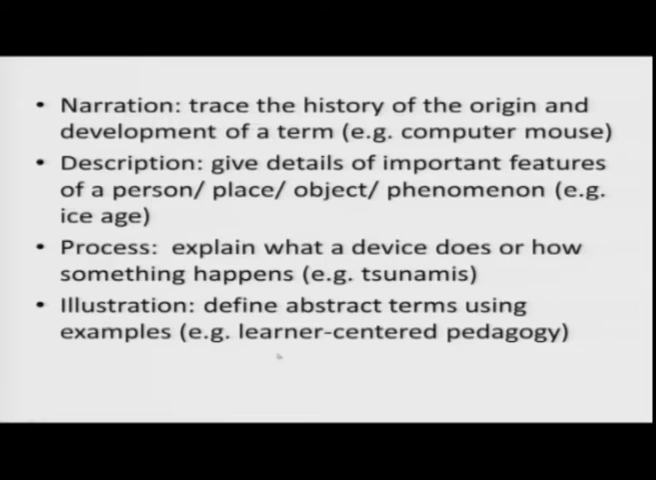 • Narration: trace the history of the origin and
development of a term (e.g. computer mouse)
• Description: give details of important features
of a person/ place/ object/ phenomenon (e.g.
ice age)
• Process:  explain what a device does or how
something happens (e.g. tsunamis)
• Illustration: define abstract terms using
examples (e.g. learner-centered pedagogy)